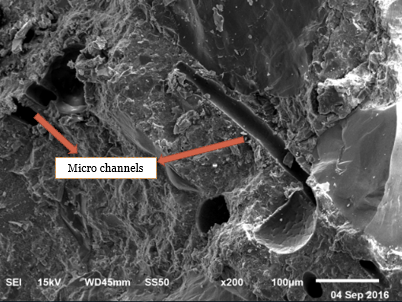 Micro channels
SEI 15kV WD45mm SS50 x200 100μm
04 Sep 2016